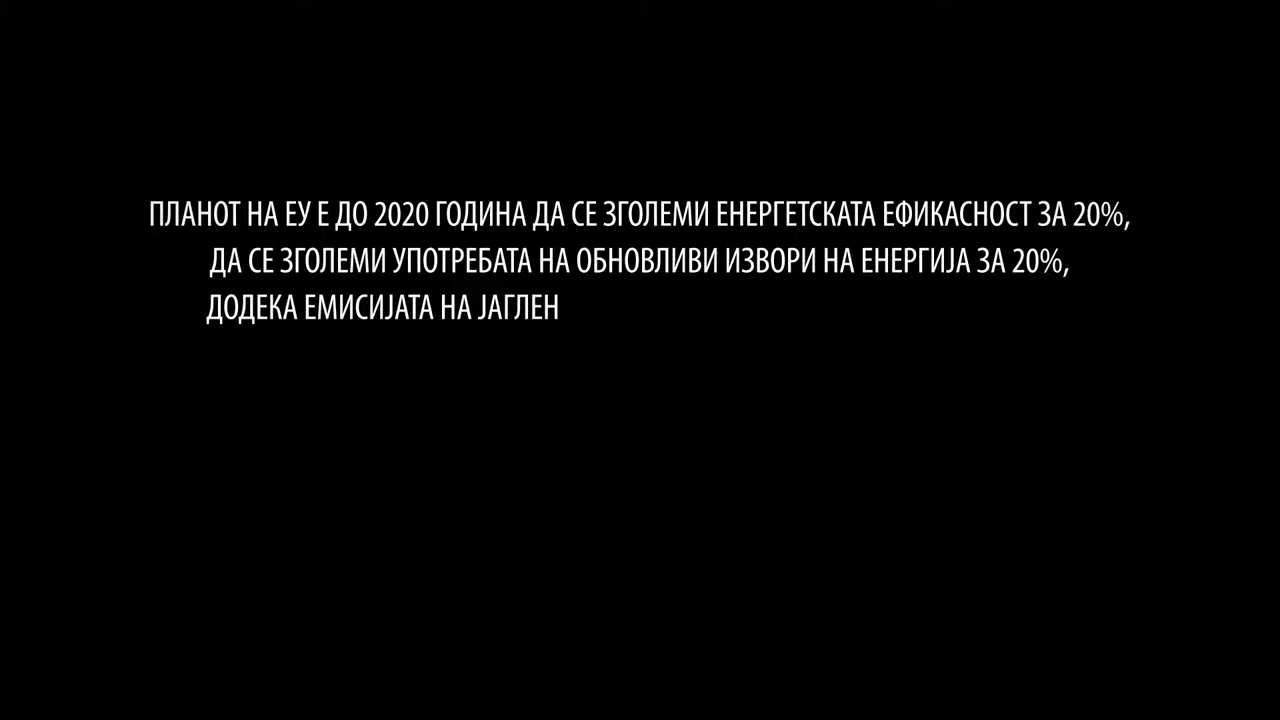 ПЛАНОТ НА ЕУ Е ДО 2020 ГОДИНА ДА СЕ ЗГОЛЕМИ ЕНЕРГЕТСКАТА ЕФИКАСНОСТ ЗА 20%,
ДА СЕ ЗГОЛЕМИ УПОТРЕБАТА НА ОБНОВЛИВИ ИЗВОРИ НА ЕНЕРГИЈА ЗА 20%,
ДОДЕКА ЕМИСИЈАТА НА ЈАГЛЕН